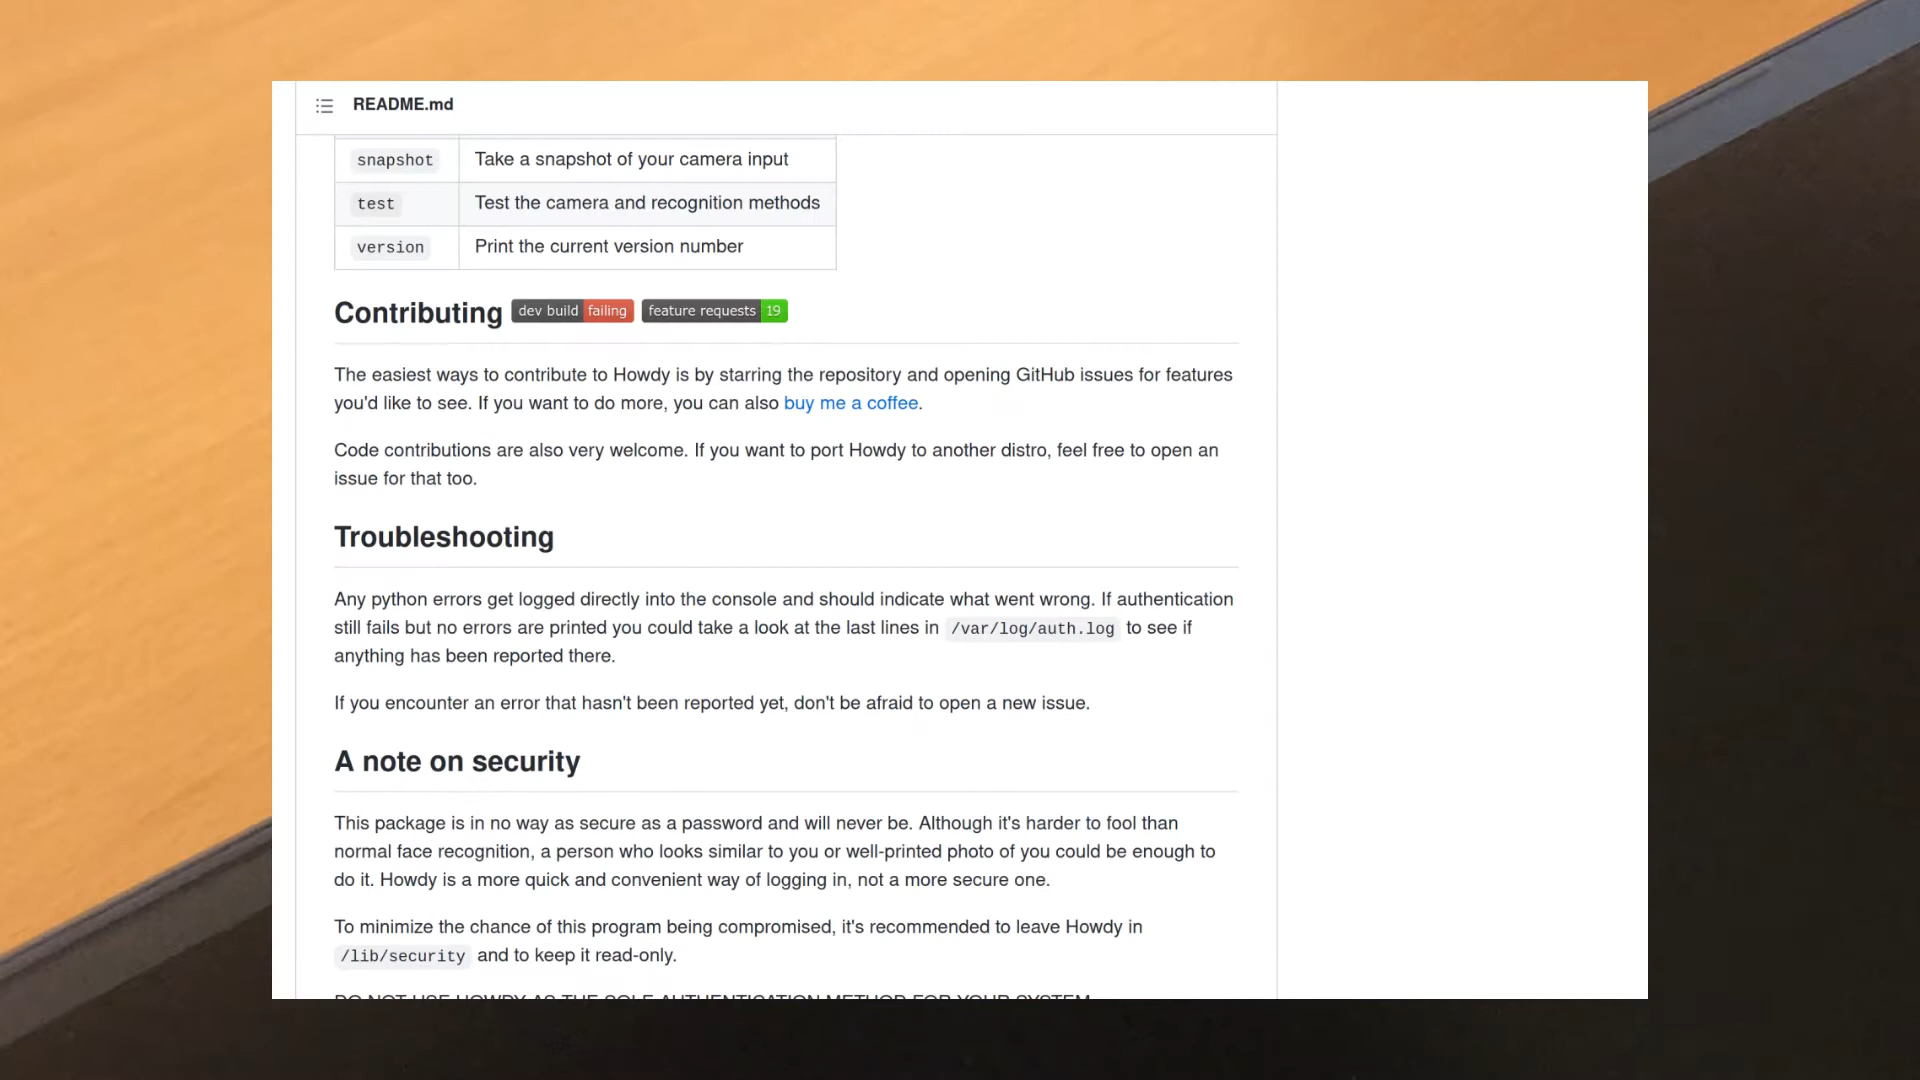 README.md
snapshot Take a snapshot of your camera input
test Test the camera and recognition methods
version Print the current version number
Contributing dev build failing feature requests 19
The easiest ways to contribute to Howdy is by starring the repository and opening GitHub issues for features
you'd like to see. If you want to do more, you can also buy me a coffee.
Code contributions are also very welcome. If you want to port Howdy to another distro, feel free to open an
issue for that too.
Troubleshooting
Any python errors get logged directly into the console and should indicate what went wrong. If authentication
still fails but no errors are printed you could take a look at the last lines in /var/log/auth.log to see if
anything has been reported there.
If you encounter an error that hasn't been reported yet, don't be afraid to open a new issue.
A note on security
This package is in no way as secure as a password and will never be. Although it's harder to fool than
normal face recognition, a person who looks similar to you or well-printed photo of you could be enough to
do it. Howdy is a more quick and convenient way of logging in, not a more secure one.
To minimize the chance of this program being compromised, it's recommended to leave Howdy in
/lib/security and to keep it read-only.
DO NOT USE HOWDY AS THE SOLE AUTHENTICATION METHOD FOR YOUR SYSTEM